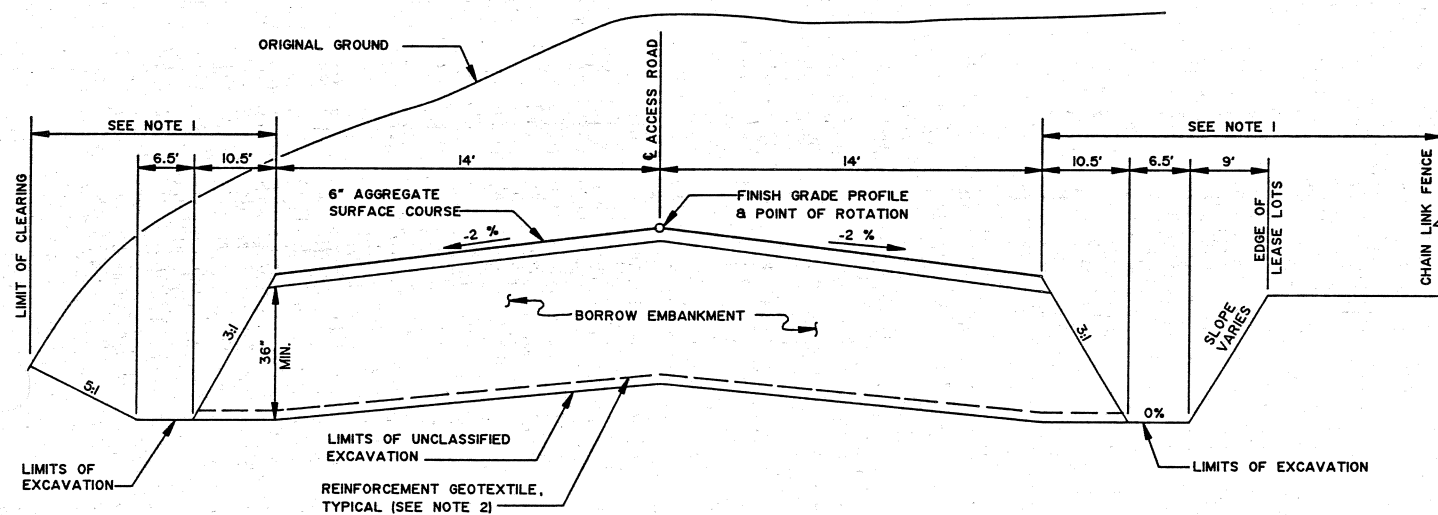 ORIGINAL GROUND
℄ ACCESS ROAD
SEE NOTE 1
SEE NOTE 1
6.5'
10.5'
14'
14'
10.5'
6.5'
9'
LIMIT OF CLEARING
6" AGGREGATE
SURFACE COURSE
FINISH GRADE PROFILE
& POINT OF ROTATION
-2 %
-2 %
EDGE OF
LEASE LOTS
CHAIN LINK FENCE
BORROW EMBANKMENT
3:1
36"
MIN.
3:1
SLOPE
VARIES
5:1
0%
LIMITS OF
EXCAVATION
LIMITS OF UNCLASSIFIED
EXCAVATION
LIMITS OF EXCAVATION
REINFORCEMENT GEOTEXTILE,
TYPICAL (SEE NOTE 2)